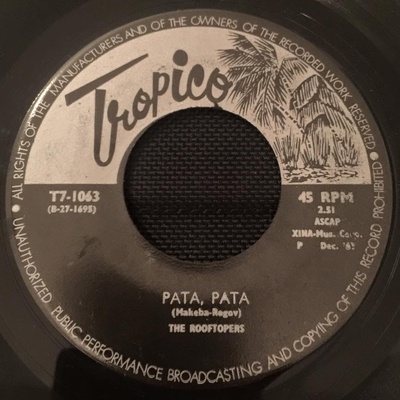 ALL RIGHTS OF THE MANUFACTURERS AND OF THE OWNERS OF THE RECORDED WORK RESERVED.
UNAUTHORIZED PUBLIC PERFORMANCE BROADCASTING AND COPYING OF THIS RECORD PROHIBITED
Tropico
T7-1063
(B-27-1695)
45 RPM
2.51
ASCAP
XINA-Mus. Corp.
P Dec.
PATA, PATA
(Makeba-Rogov)
THE ROOFTOPERS